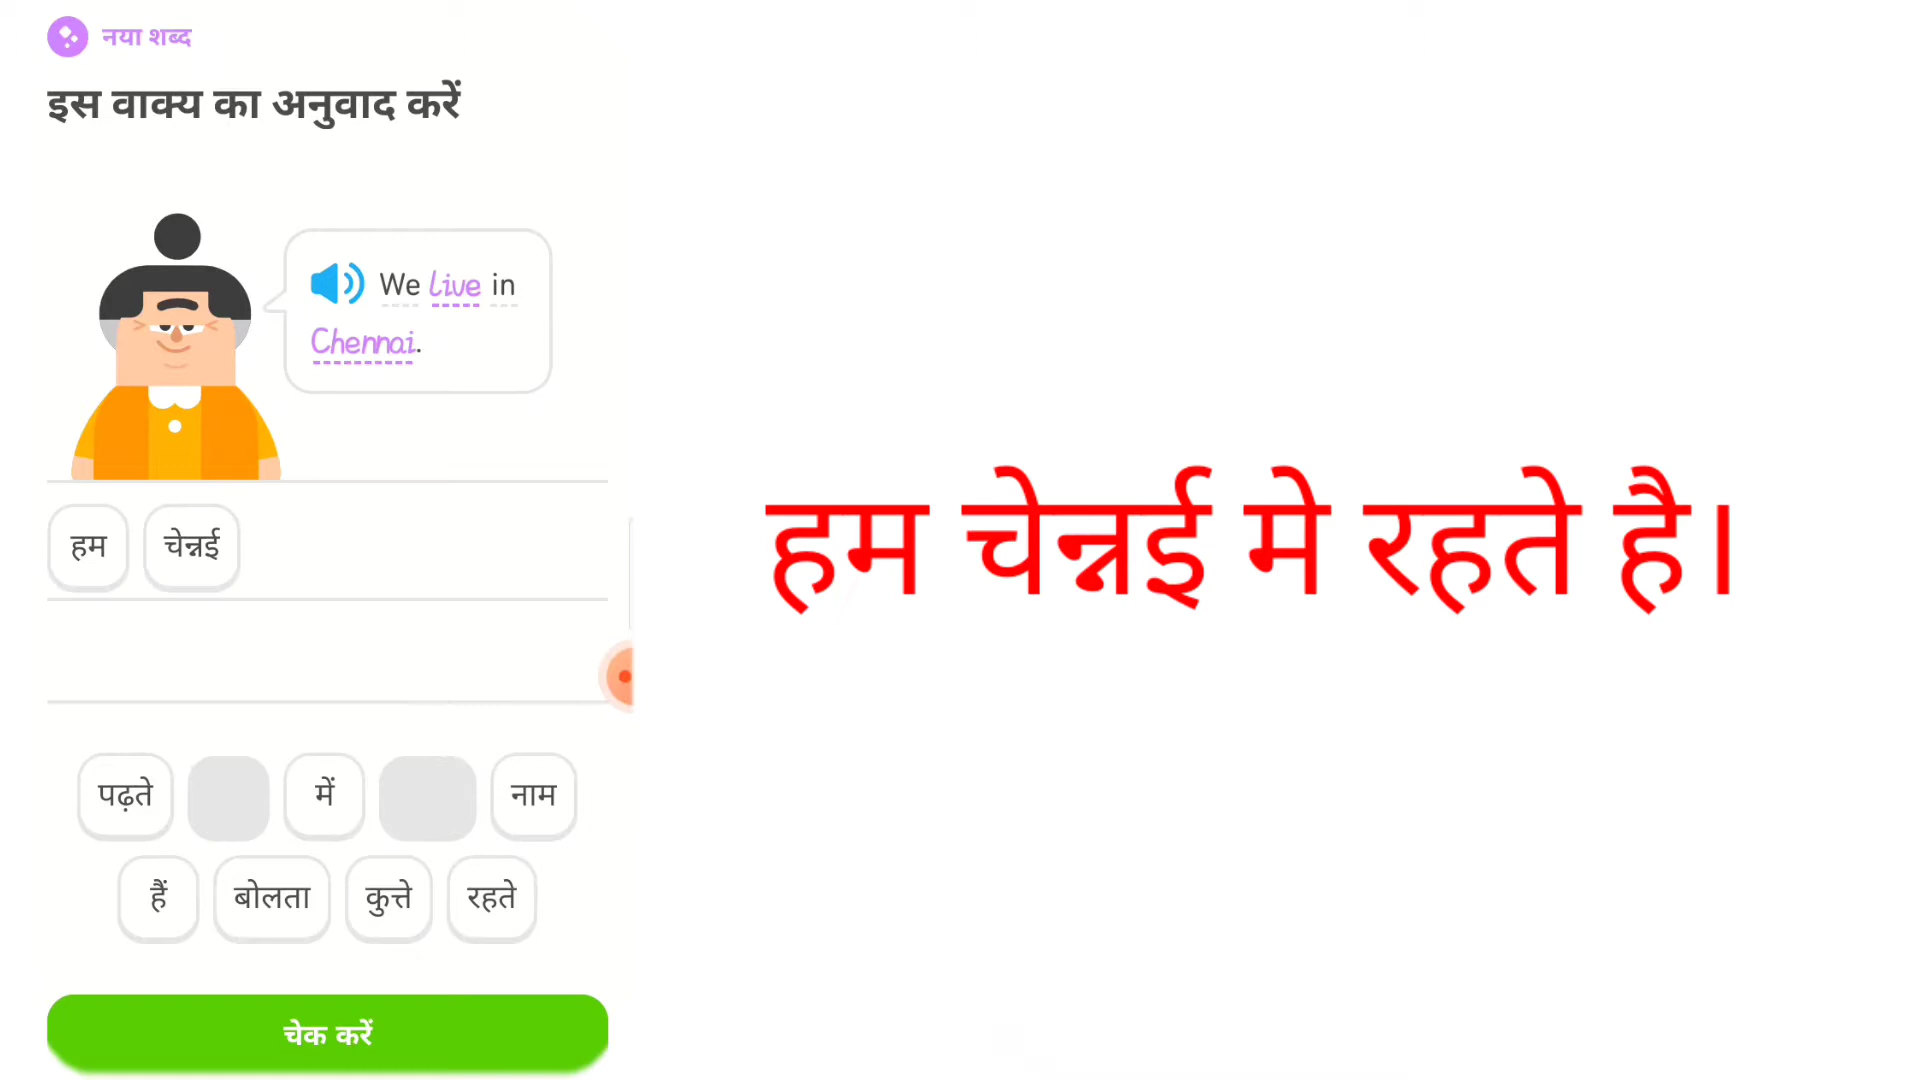 नया शब्द
इस वाक्य का अनुवाद करें
We live in
Chennai.
हम चेन्नई
हम चेन्नई मे रहते है।
पढ़ते में नाम
हैं बोलता कुत्ते रहते
चेक करें